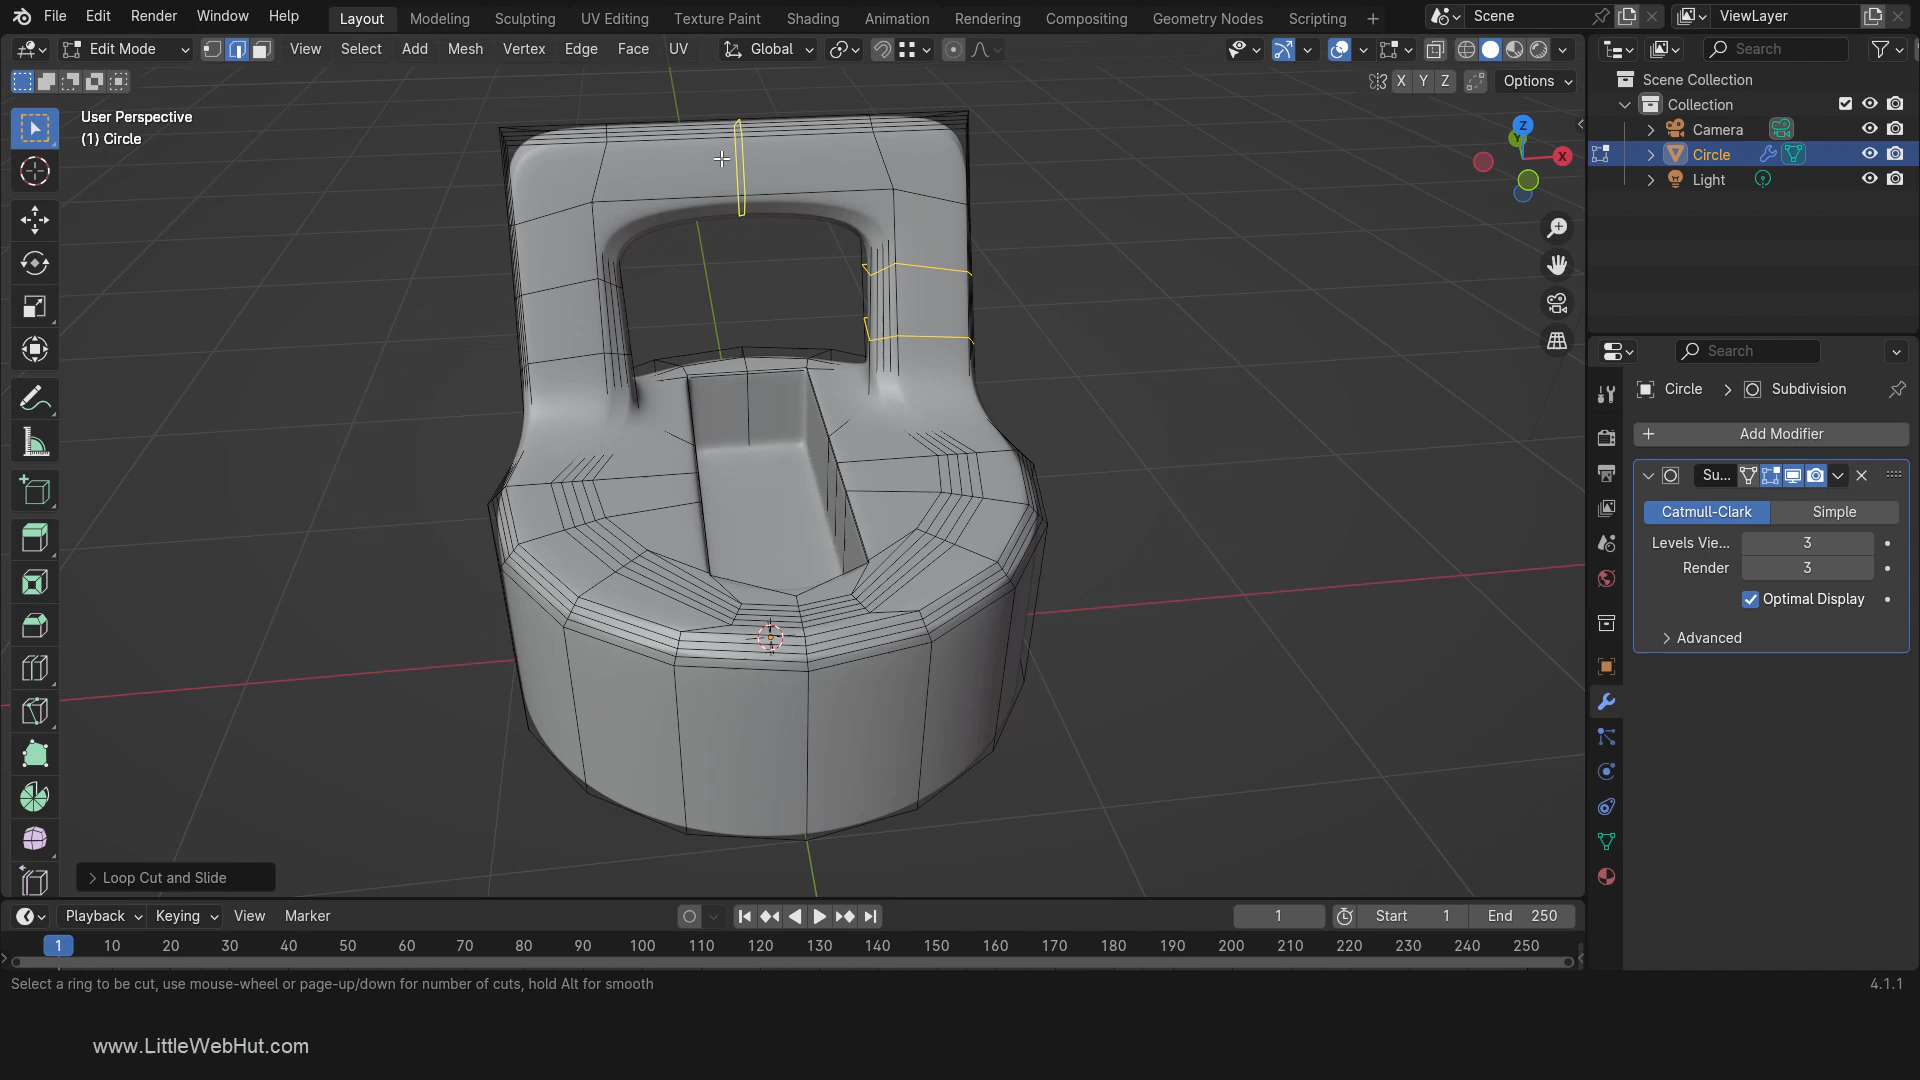 File Edit Render Window Help Layout Modeling Sculpting UV Editing Texture Paint Shading Animation Rendering Compositing Geometry Nodes Scripting + Scene ViewLayer
Edit Mode View Select Add Mesh Vertex Edge Face UV Global Search
X Y Z Options
Scene Collection
Collection
Camera
Circle
Light
User Perspective
(1) Circle
Z
Y
X
Search
Circle > Subdivision
+ Add Modifier
Su...
Catmull-Clark Simple
Levels Vie... 3
Render 3
Optimal Display
Advanced
Loop Cut and Slide
Playback Keying View Marker 1 Start 1 End 250
1 10 20 30 40 50 60 70 80 90 100 110 120 130 140 150 160 170 180 190 200 210 220 230 240 250
Select a ring to be cut, use mouse-wheel or page-up/down for number of cuts, hold Alt for smooth 4.1.1
www.LittleWebHut.com